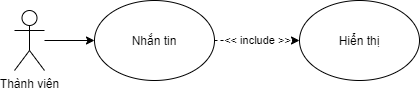 Nhắn tin
<< include >>
Hiển thị
Thành viên